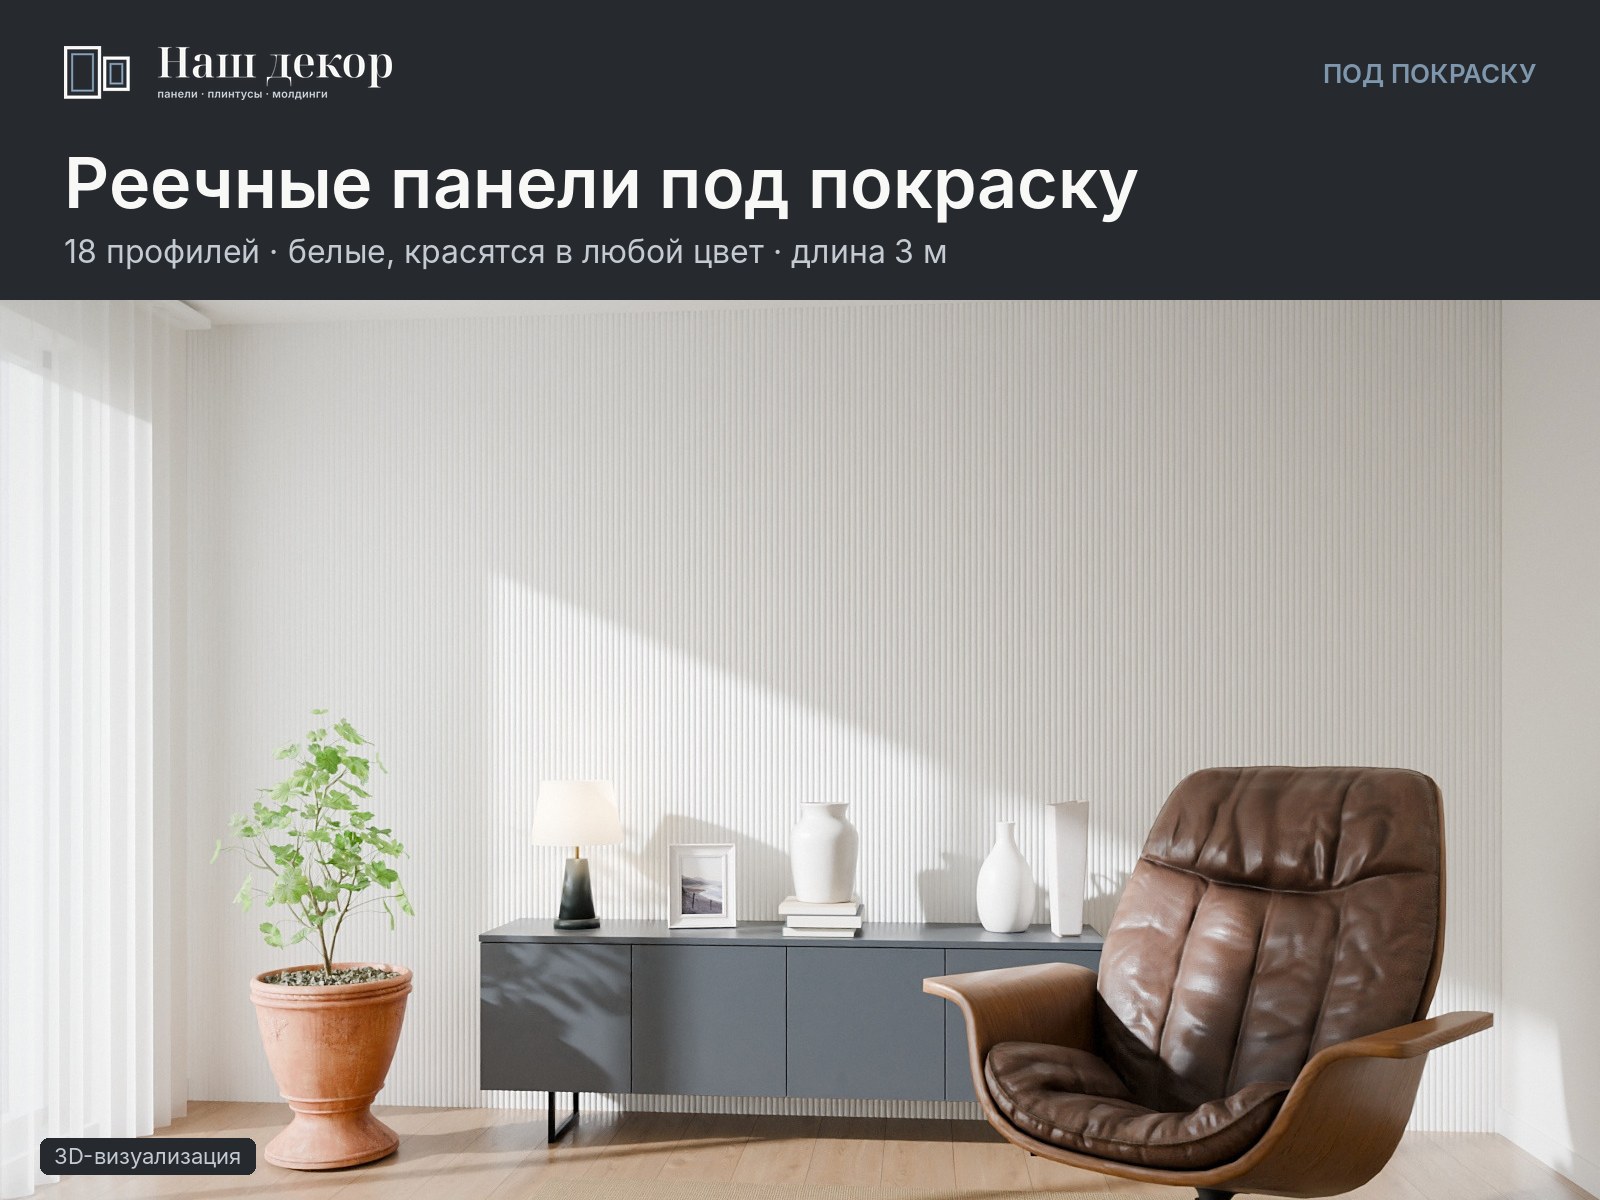 Наш декор
панели · плинтусы · молдинги
ПОД ПОКРАСКУ
Реечные панели под покраску
18 профилей · белые, красятся в любой цвет · длина 3 м
3D-визуализация